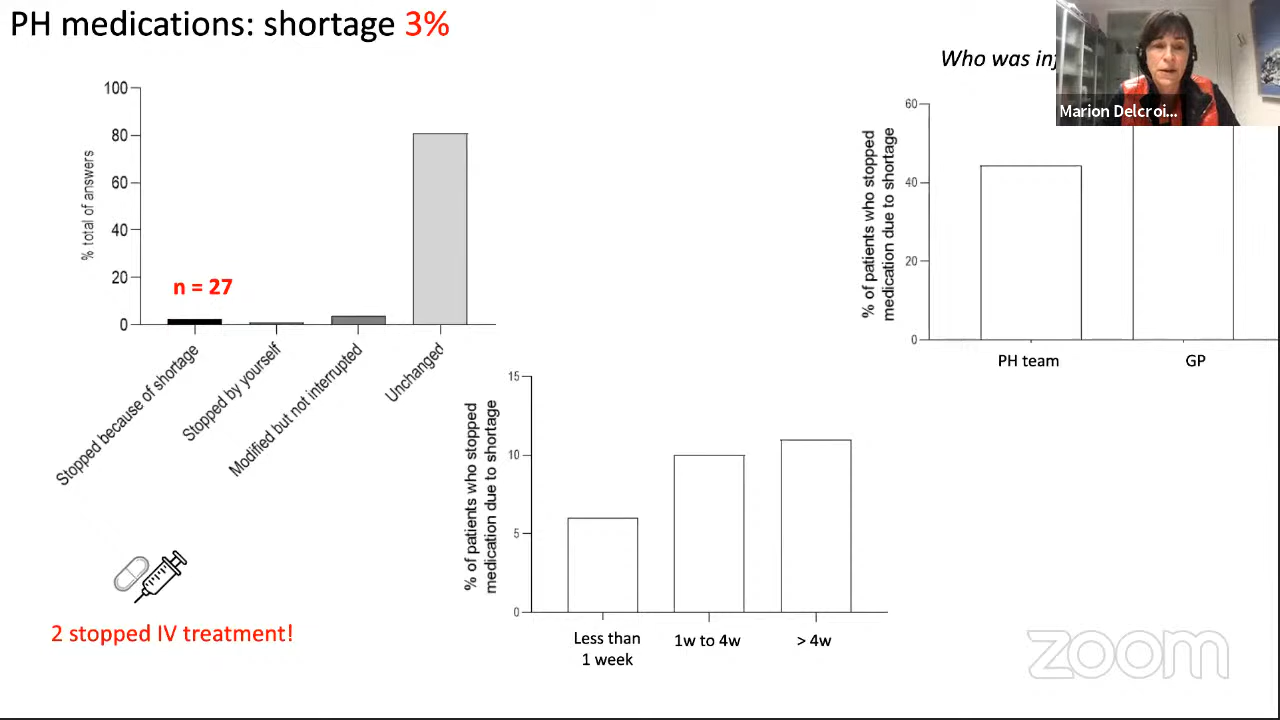 PH medications: shortage 3%
Who was
Marion Delcroi...
100
80
60
40
20
0
% total of answers
n = 27
Stopped because of shortage
Stopped by yourself
Modified but not interrupted
Unchanged
60
40
20
0
% of patients who stopped
medication due to shortage
PH team
GP
15
10
5
0
% of patients who stopped
medication due to shortage
Less than
1 week
1w to 4w
> 4w
2 stopped IV treatment!
zoom